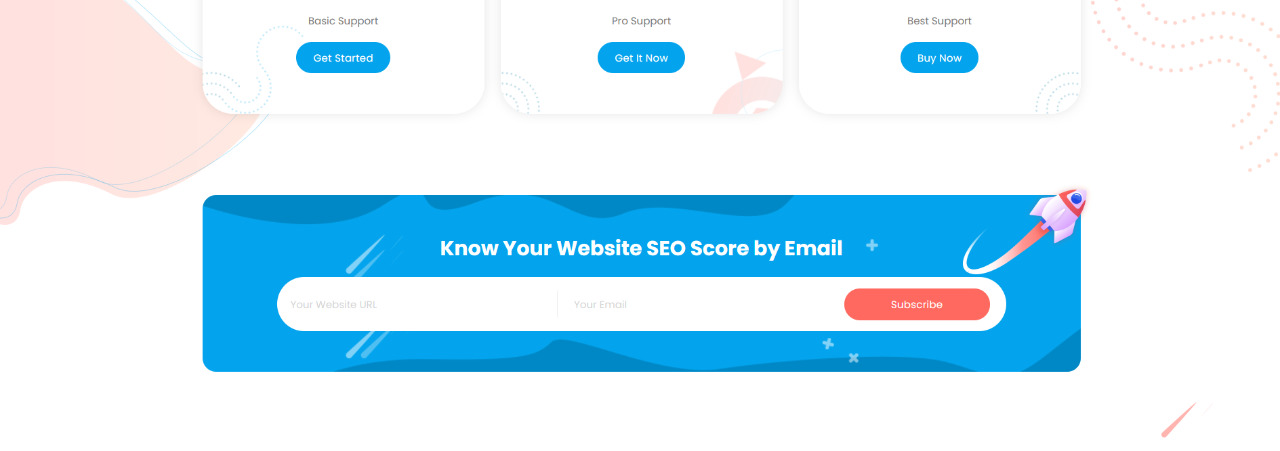 Basic Support
Pro Support
Best Support
Get Started
Get It Now
Buy Now
Know Your Website SEO Score by Email
Your Website URL
Your Email
Subscribe